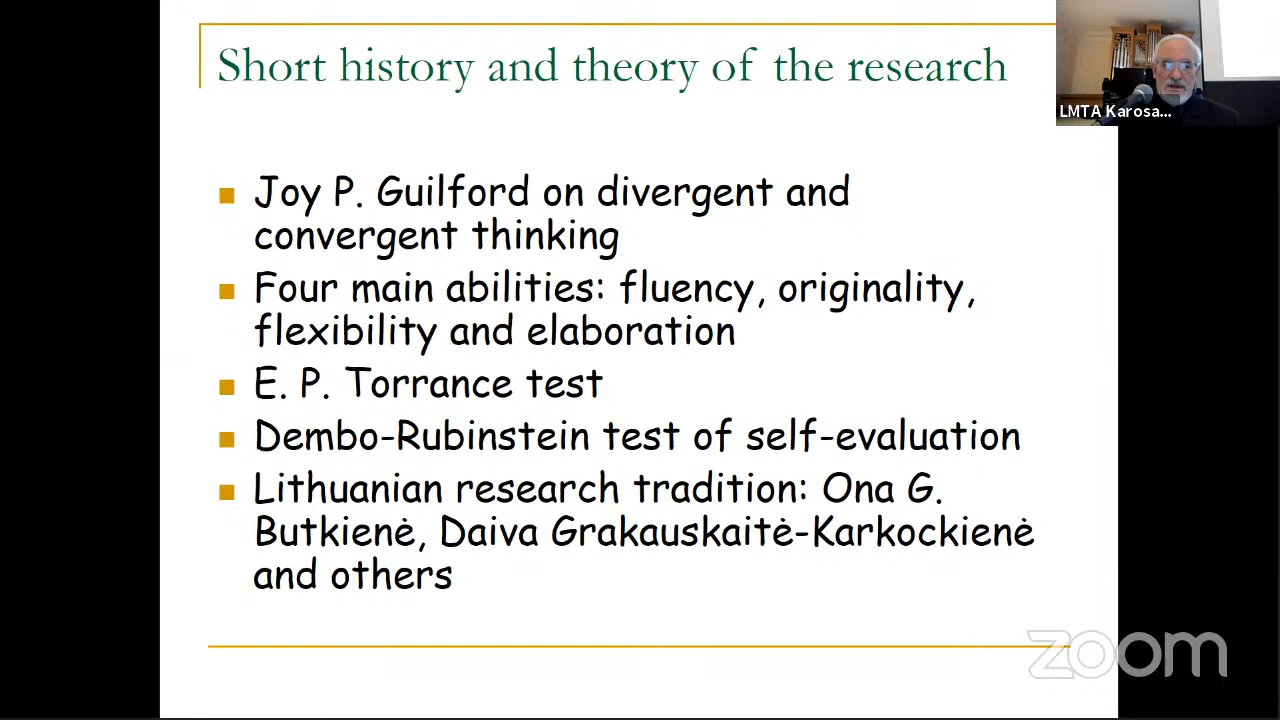 Short history and theory of the research
LMTA Karosa...
Joy P. Guilford on divergent and
convergent thinking
Four main abilities: fluency, originality,
flexibility and elaboration
E. P. Torrance test
Dembo-Rubinstein test of self-evaluation
Lithuanian research tradition: Ona G.
Butkienė, Daiva Grakauskaitė-Karkockienė
and others
zoom